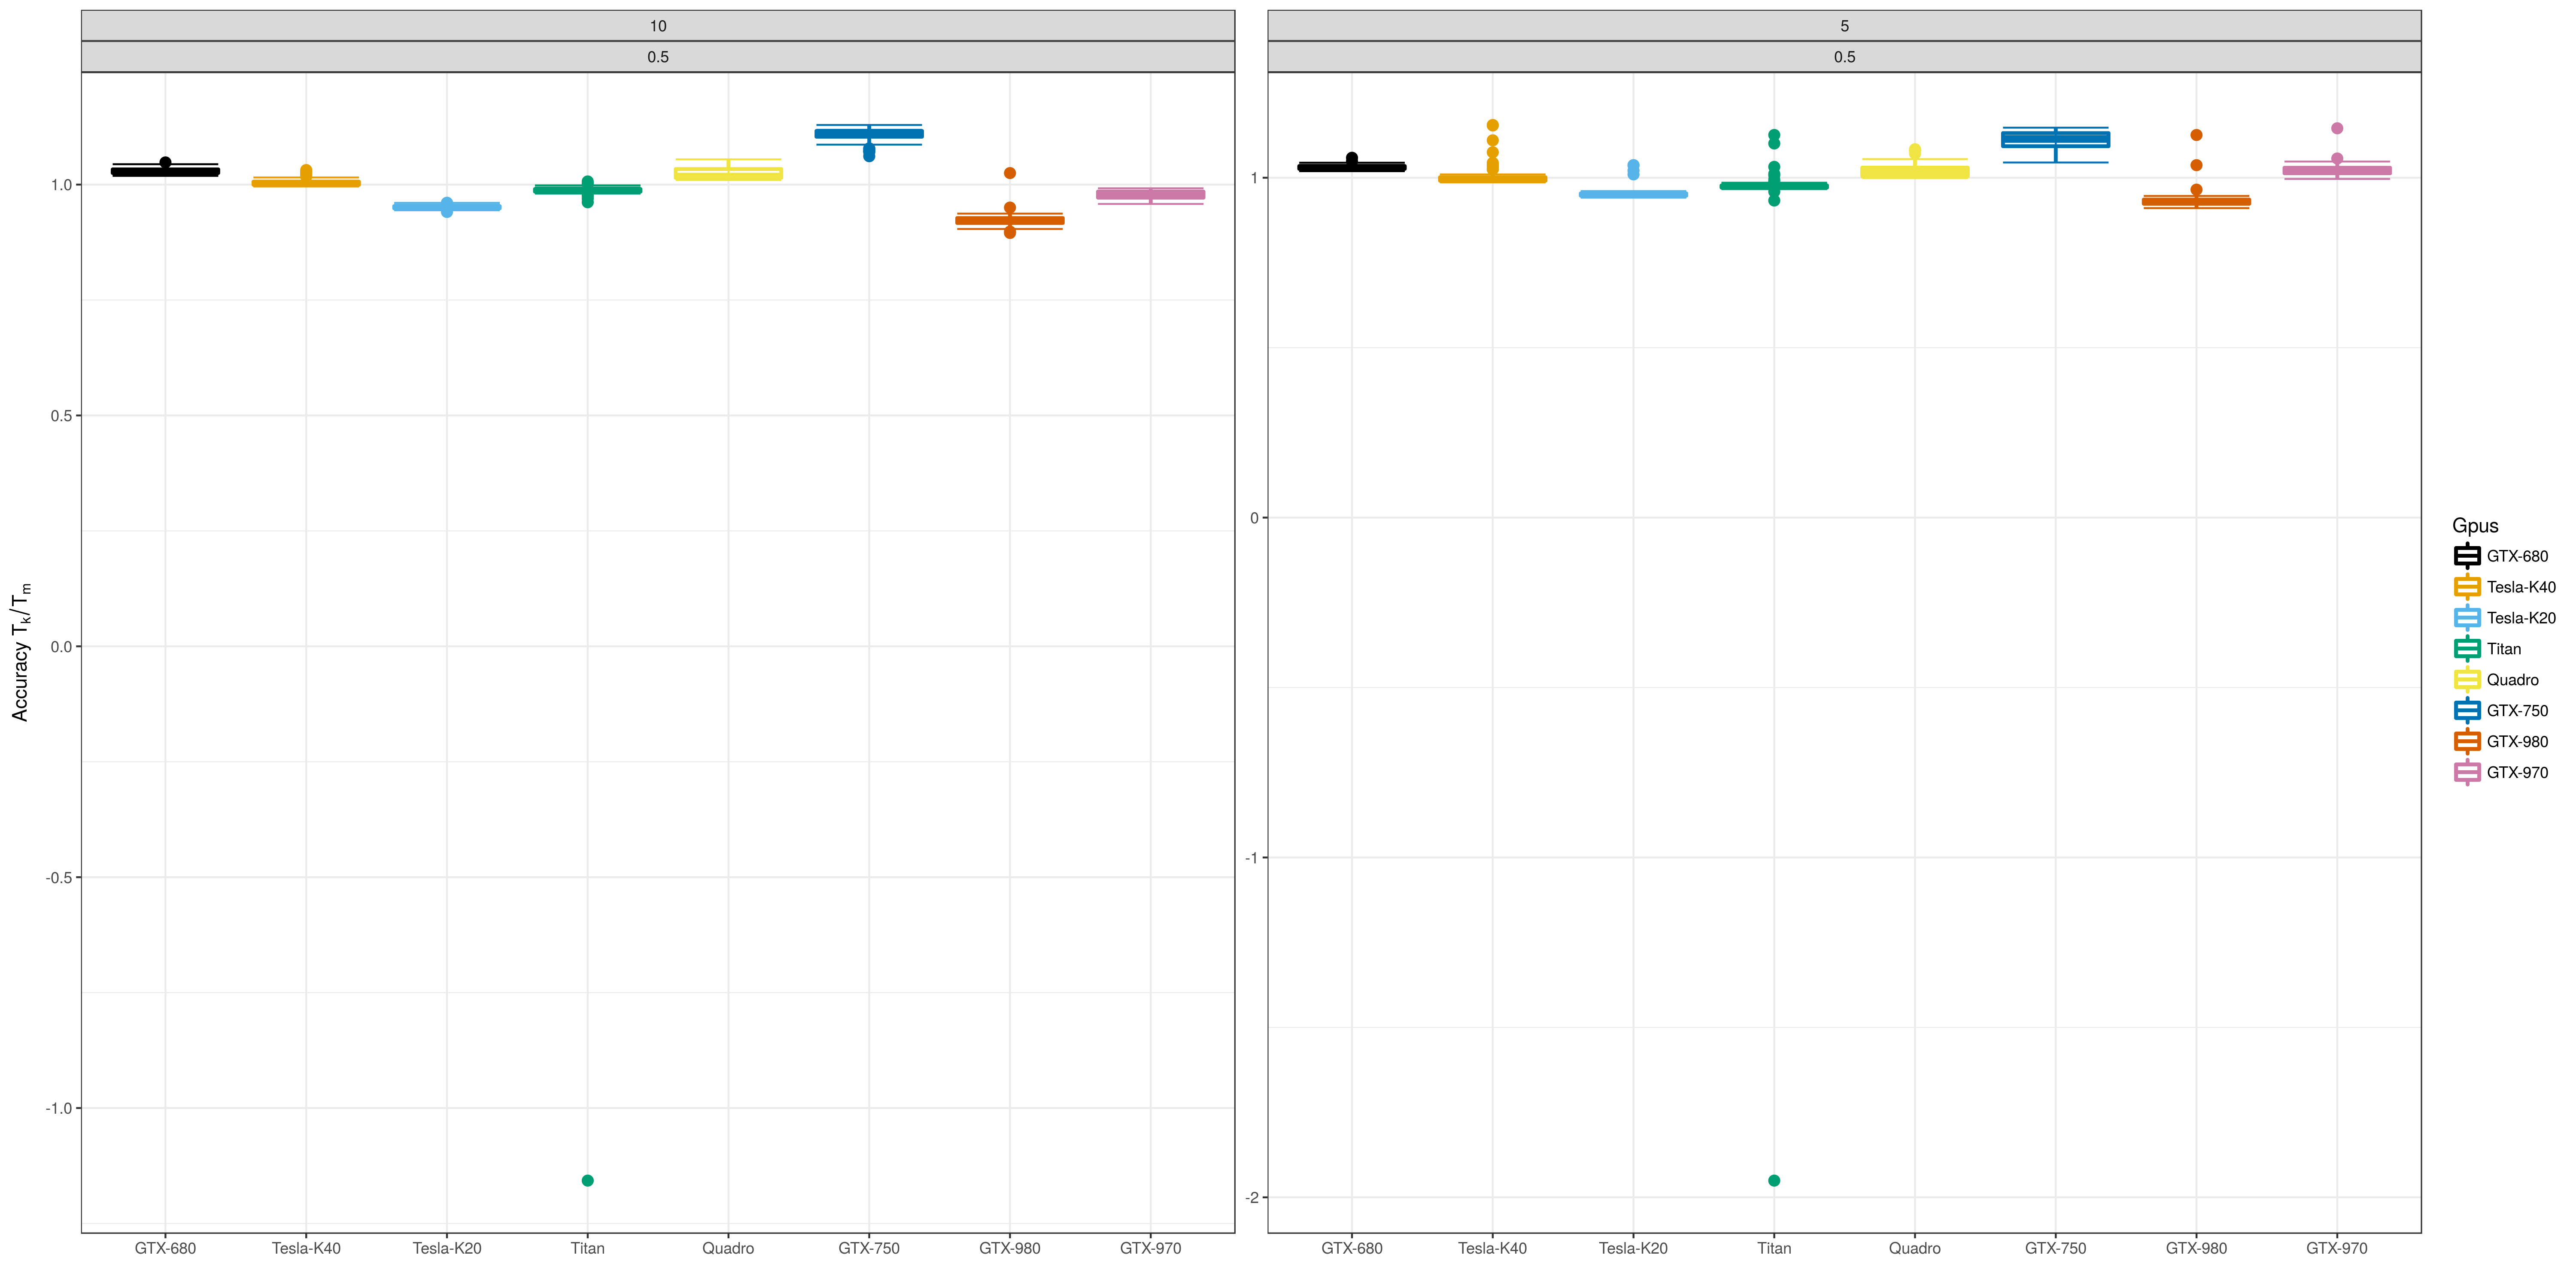 10
0.5
5
0.5
Accuracy Tk/Tm
1.0
0.5
0.0
-0.5
-1.0
GTX-680 Tesla-K40 Tesla-K20 Titan Quadro GTX-750 GTX-980 GTX-970
1
0
-1
-2
GTX-680 Tesla-K40 Tesla-K20 Titan Quadro GTX-750 GTX-980 GTX-970
Gpus
GTX-680
Tesla-K40
Tesla-K20
Titan
Quadro
GTX-750
GTX-980
GTX-970